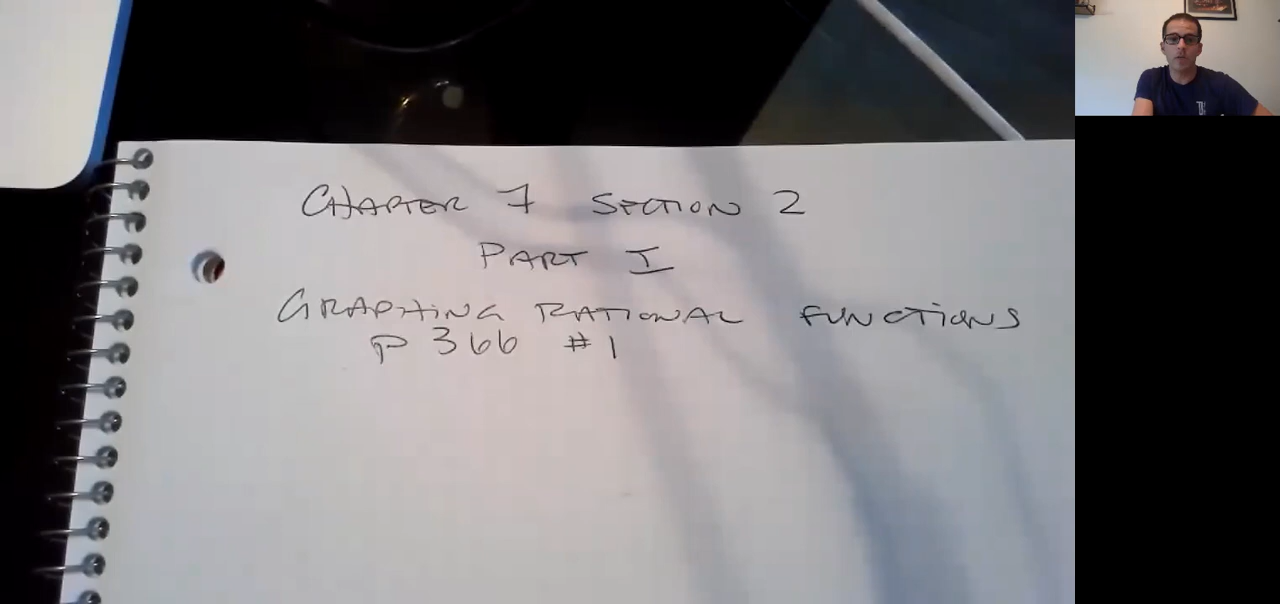 CHAPTER 7 SECTION 2
PART I
GRAPHING RATIONAL FUNCTIONS
P 366 #1